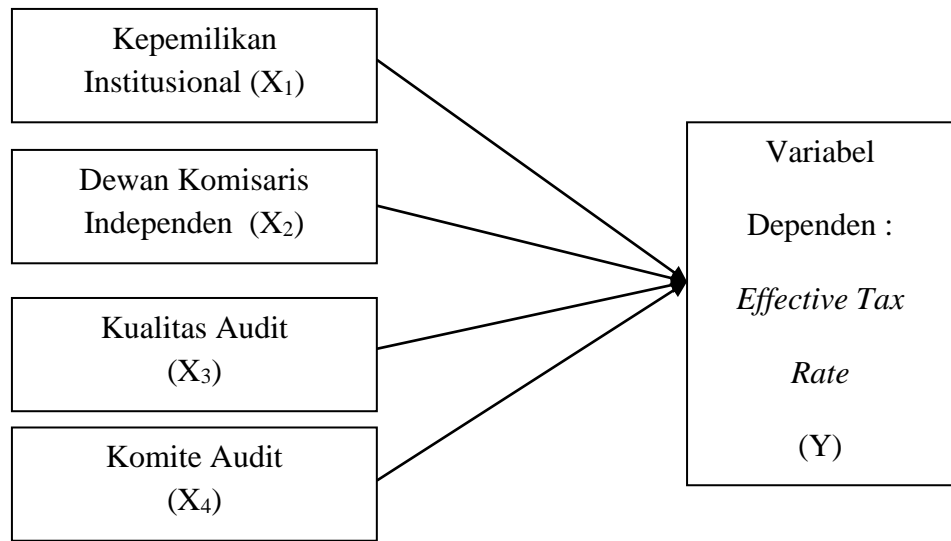 Kepemilikan
Institusional (X₁)
Dewan Komisaris
Independen (X₂)
Kualitas Audit
(X₃)
Komite Audit
(X₄)
Variabel
Dependen :
Effective Tax
Rate
(Y)